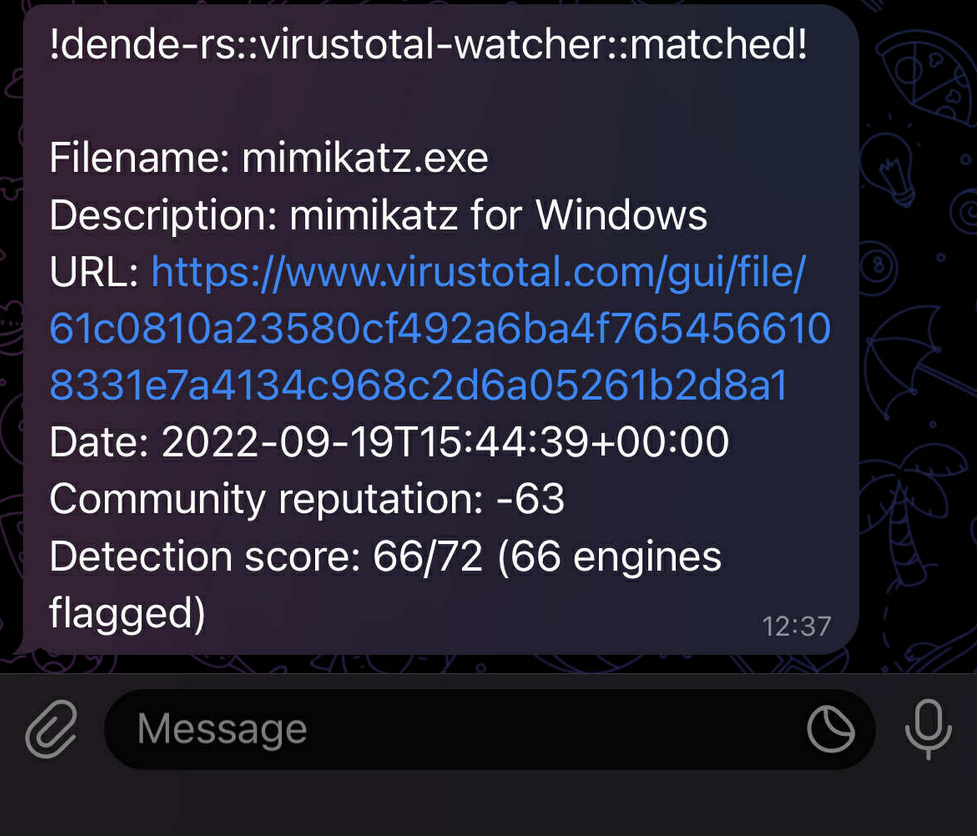 !dende-rs::virustotal-watcher::matched!
Filename: mimikatz.exe
Description: mimikatz for Windows
URL: https://www.virustotal.com/gui/file/
61c0810a23580cf492a6ba4f765456610
8331e7a4134c968c2d6a05261b2d8a1
Date: 2022-09-19T15:44:39+00:00
Community reputation: -63
Detection score: 66/72 (66 engines
flagged)
12:37
Message